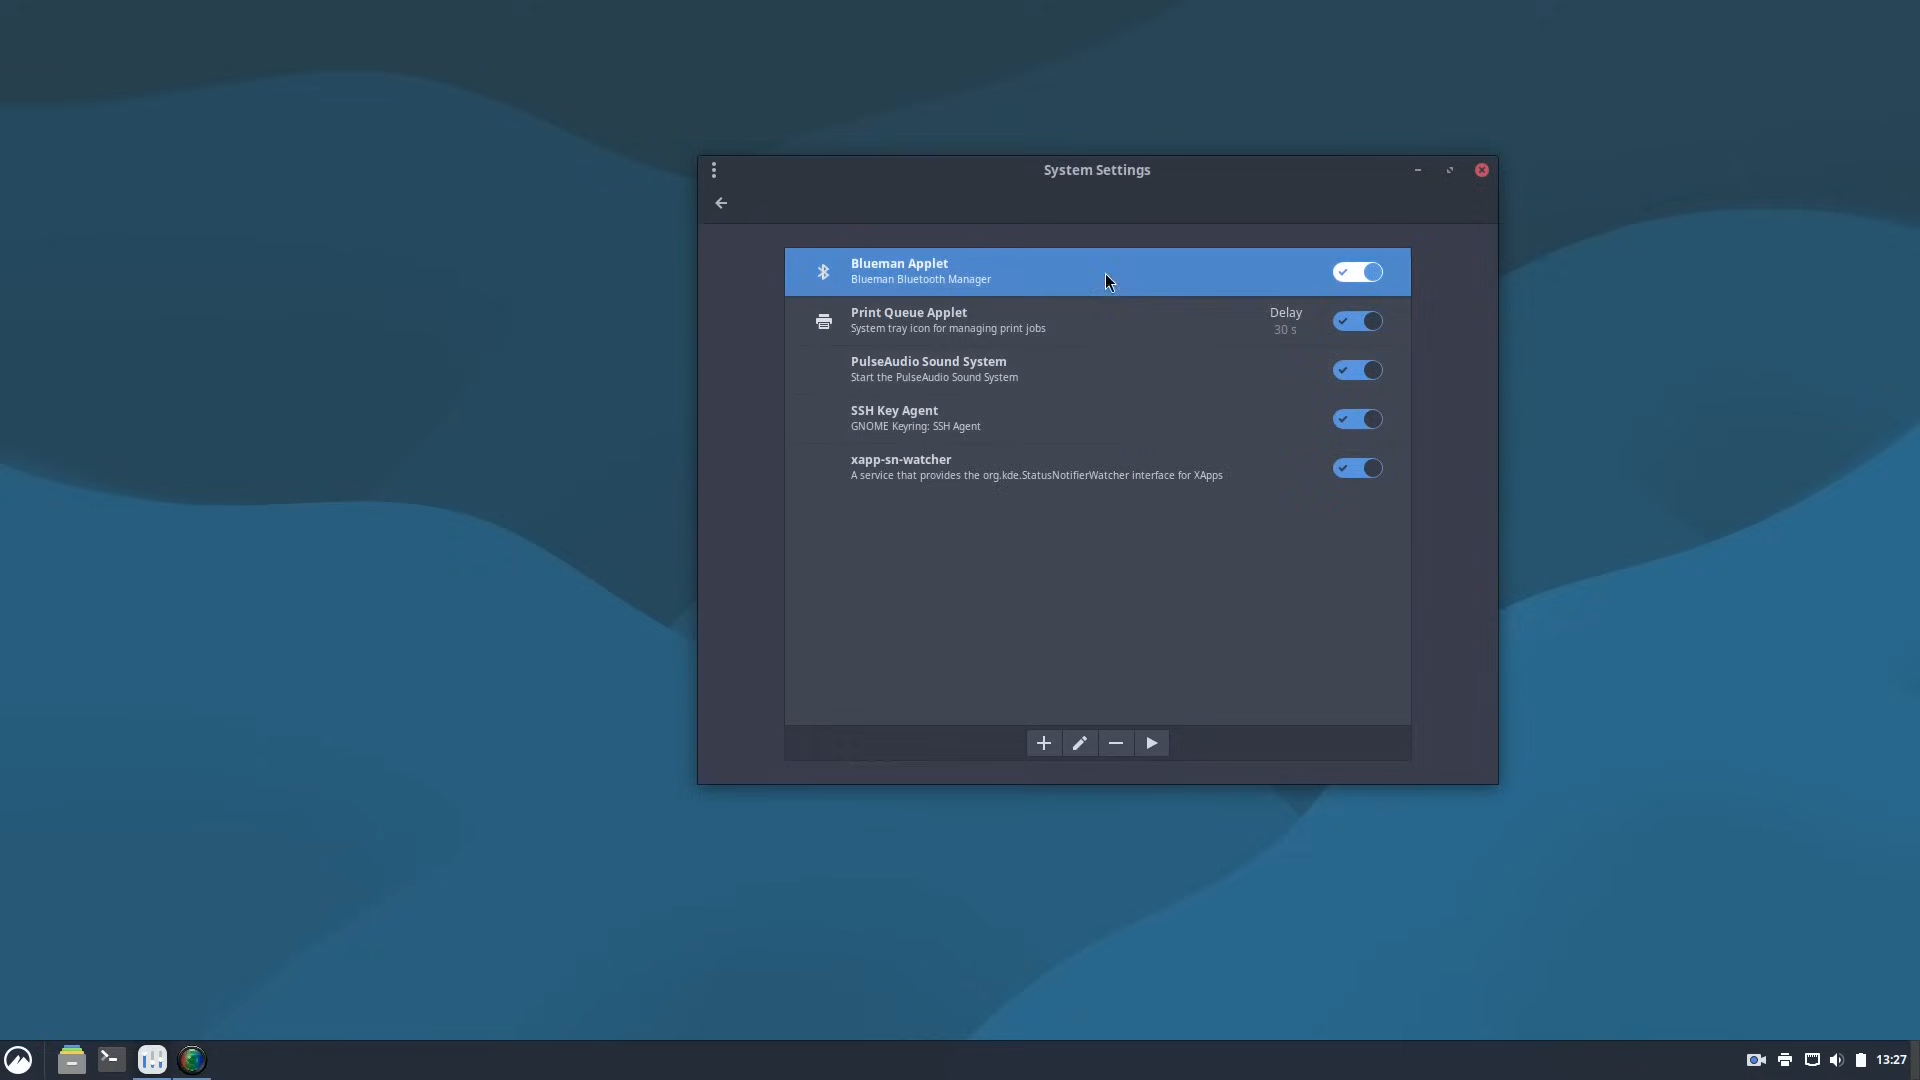 System Settings
Blueman Applet
Blueman Bluetooth Manager
Print Queue Applet
System tray icon for managing print jobs
Delay
30 s
PulseAudio Sound System
Start the PulseAudio Sound System
SSH Key Agent
GNOME Keyring: SSH Agent
xapp-sn-watcher
A service that provides the org.kde.StatusNotifierWatcher interface for XApps
13:27